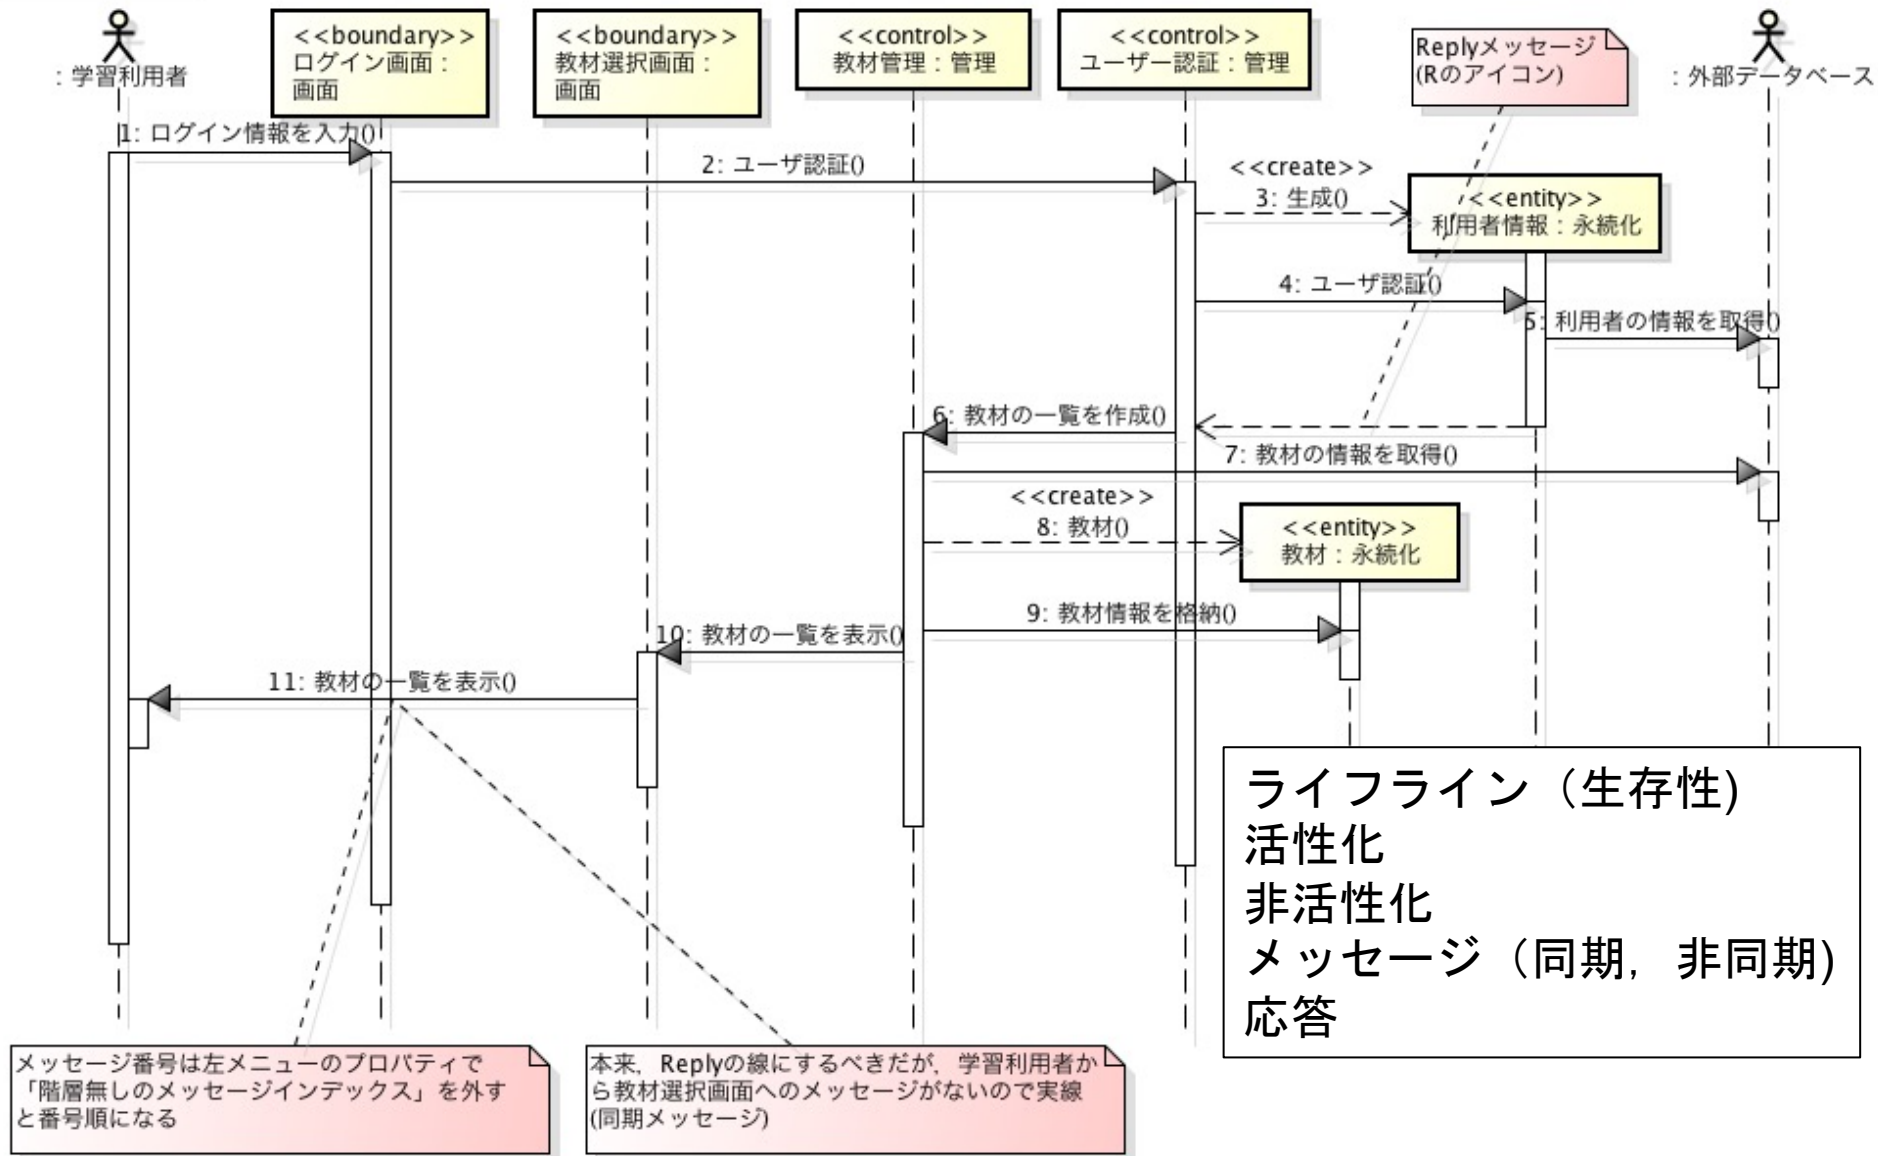 : 学習利用者
<<boundary>>
ログイン画面 :
画面
<<boundary>>
教材選択画面 :
画面
<<control>>
教材管理 : 管理
<<control>>
ユーザー認証 : 管理
Replyメッセージ
(Rのアイコン)
: 外部データベース
1: ログイン情報を入力()
2: ユーザ認証()
<<create>>
3: 生成()
<<entity>>
利用者情報 : 永続化
4: ユーザ認証()
5: 利用者の情報を取得()
6: 教材の一覧を作成()
7: 教材の情報を取得()
<<create>>
8: 教材()
<<entity>>
教材 : 永続化
9: 教材情報を格納()
10: 教材の一覧を表示()
11: 教材の一覧を表示()
ライフライン（生存性)
活性化
非活性化
メッセージ（同期，非同期)
応答
メッセージ番号は左メニューのプロパティで
「階層無しのメッセージインデックス」を外す
と番号順になる
本来，Replyの線にするべきだが，学習利用者か
ら教材選択画面へのメッセージがないので実線
(同期メッセージ)